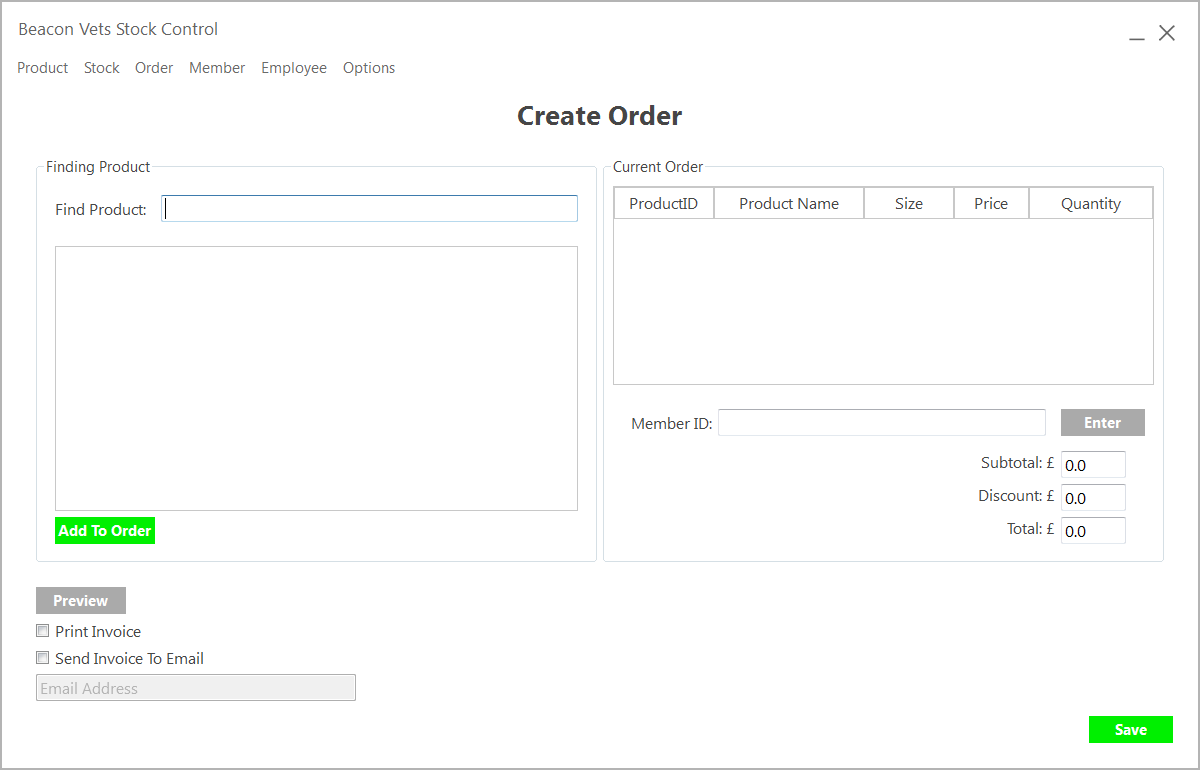 Beacon Vets Stock Control
Product Stock Order Member Employee Options
Create Order
Finding Product
Find Product:
Add To Order
Current Order
ProductID Product Name Size Price Quantity
Member ID: Enter
Subtotal: £ 0.0
Discount: £ 0.0
Total: £ 0.0
Preview
Print Invoice
Send Invoice To Email
Email Address
Save